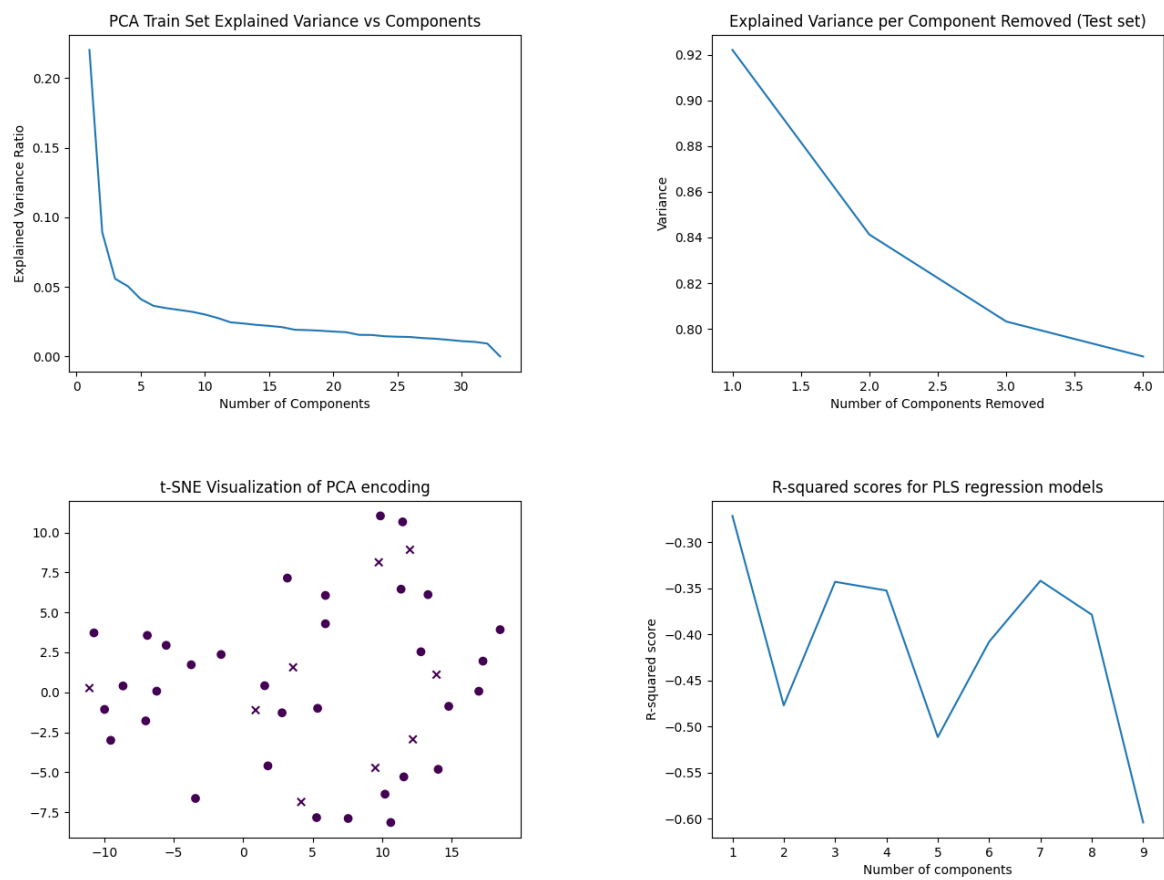 PCA Train Set Explained Variance vs Components
Explained Variance Ratio
0.20
0.15
0.10
0.05
0.00
0 5 10 15 20 25 30
Number of Components
Explained Variance per Component Removed (Test set)
Variance
0.92
0.90
0.88
0.86
0.84
0.82
0.80
1.0 1.5 2.0 2.5 3.0 3.5 4.0
Number of Components Removed
t-SNE Visualization of PCA encoding
10.0
7.5
5.0
2.5
0.0
−2.5
−5.0
−7.5
−10 −5 0 5 10 15
R-squared scores for PLS regression models
R-squared score
−0.30
−0.35
−0.40
−0.45
−0.50
−0.55
−0.60
1 2 3 4 5 6 7 8 9
Number of components